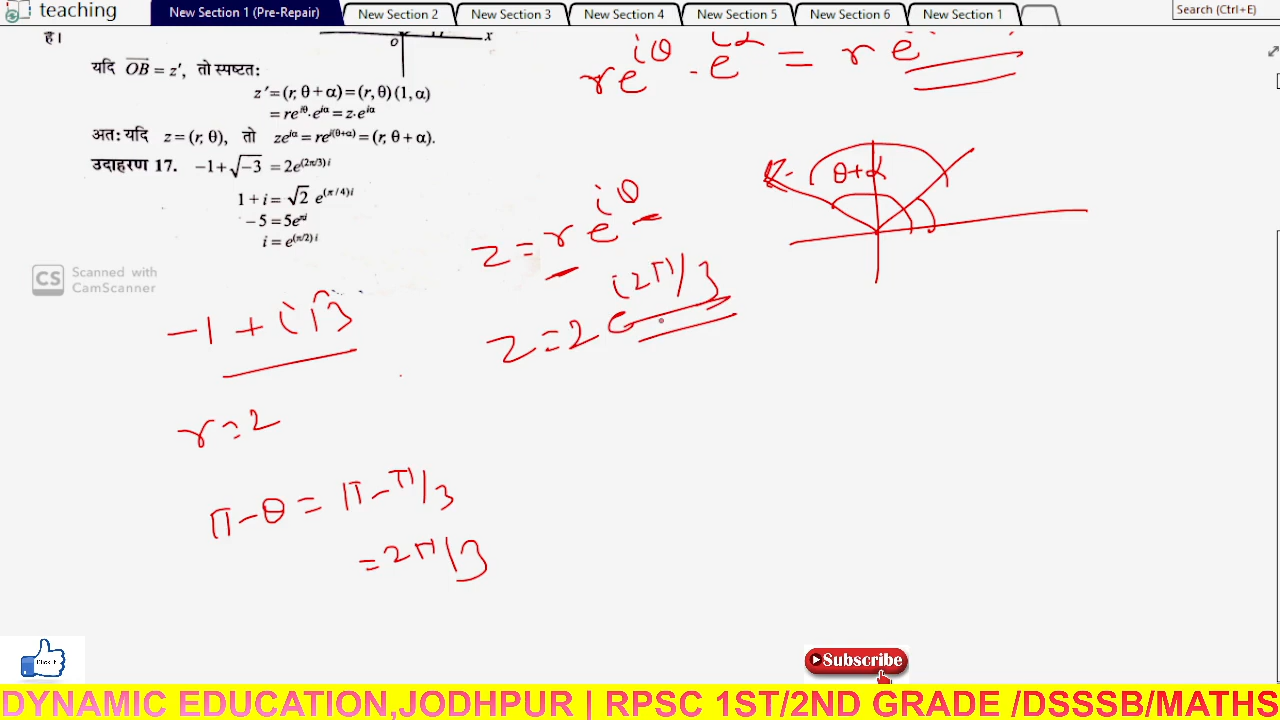 teaching
New Section 1 (Pre-Repair)
New Section 2
New Section 3
New Section 4
New Section 5
New Section 6
New Section 1
Search (Ctrl+E)
है।
O
x
यदि OB = z', तो स्पष्टतः
z' = (r, θ + α) = (r, θ) (1, α)
= re^{iθ}·e^{iα} = z·e^{iα}
अतः यदि z = (r, θ), तो ze^{iα} = re^{i(θ+α)} = (r, θ + α).
उदाहरण 17. −1+√−3 = 2e^{(2π/3)i}
1 + i = √2 e^{(π/4)i}
− 5 = 5e^{πi}
i = e^{(π/2) i}
CS Scanned with
CamScanner
re^{iθ} . e^{iα} = r e
θ+α
z = r e^{iθ}
z = 2 e^{i2π/3}
−1 + i√3
r = 2
π − θ = π − π/3
= 2π/3
Subscribe
DYNAMIC EDUCATION,JODHPUR | RPSC 1ST/2ND GRADE /DSSSB/MATHS